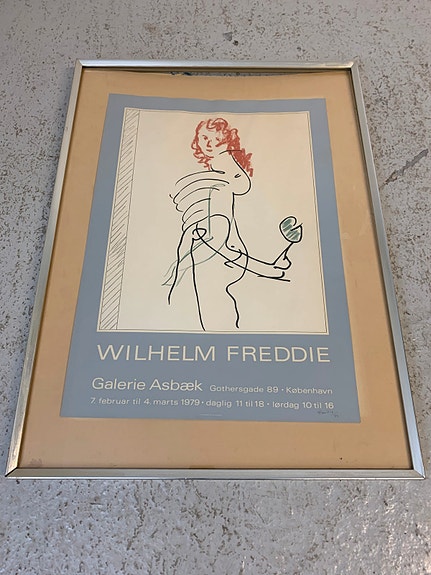 WILHELM FREDDIE
Galerie Asbæk Gothersgade 89 · København
7. februar til 4. marts 1979 · daglig 11 til 18 · lørdag 10 til 16